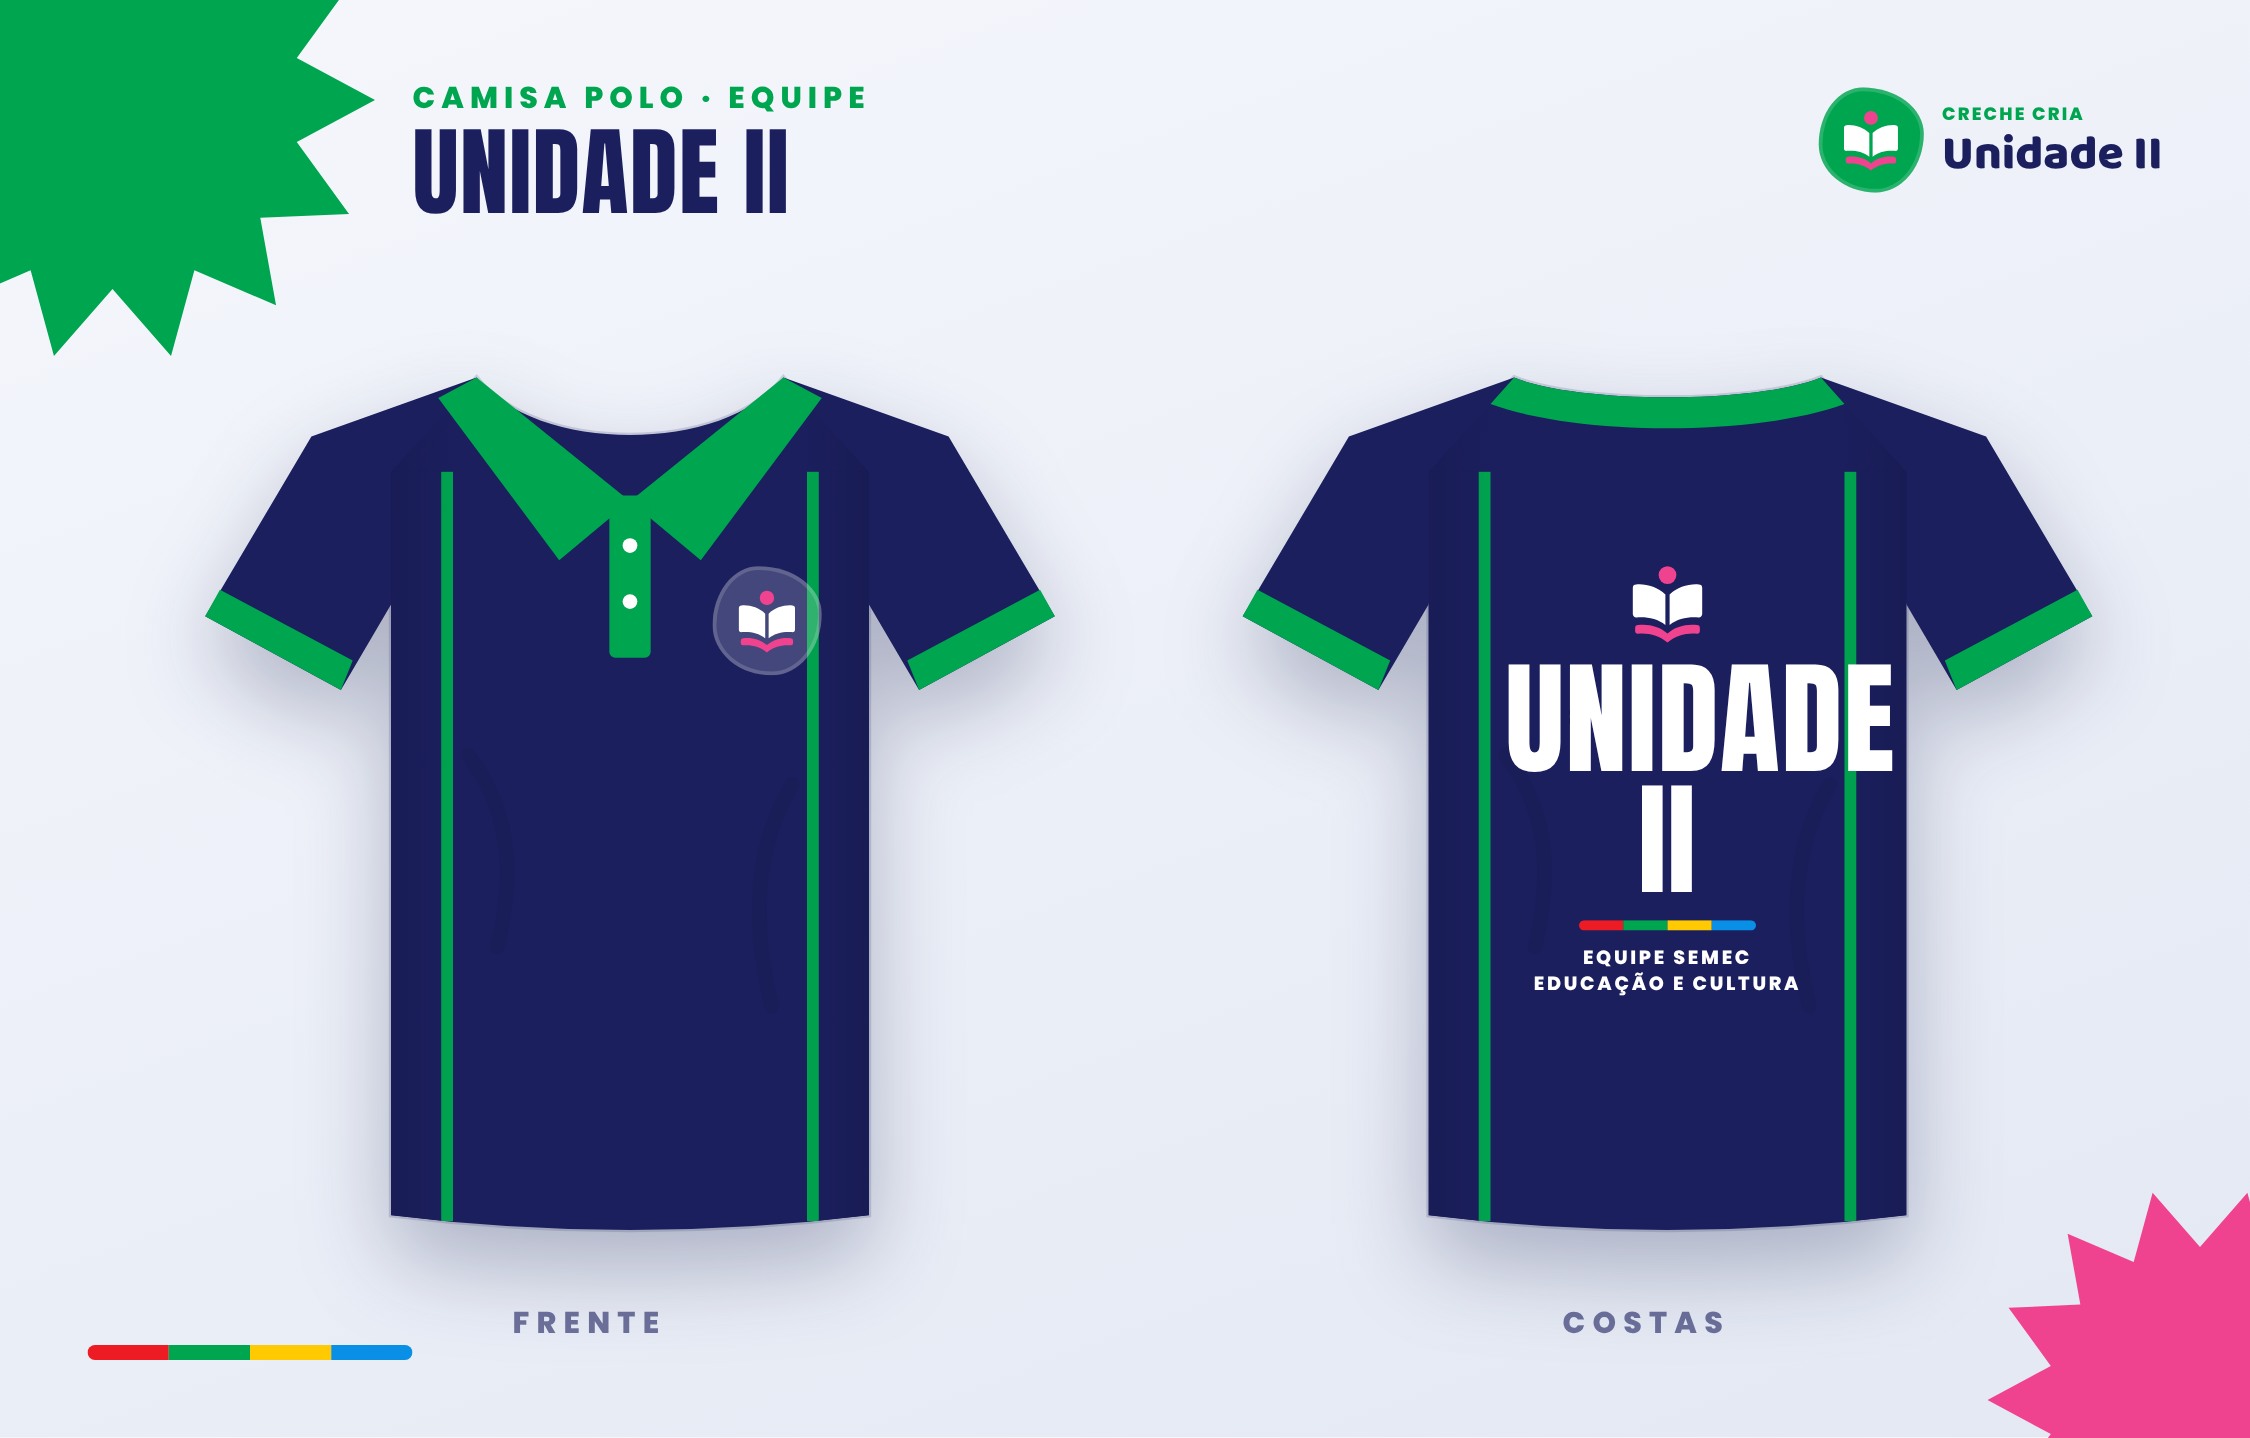 CAMISA POLO · EQUIPE
UNIDADE II
CRECHE CRIA
Unidade II
UNIDADE
II
EQUIPE SEMEC
EDUCAÇÃO E CULTURA
FRENTE
COSTAS